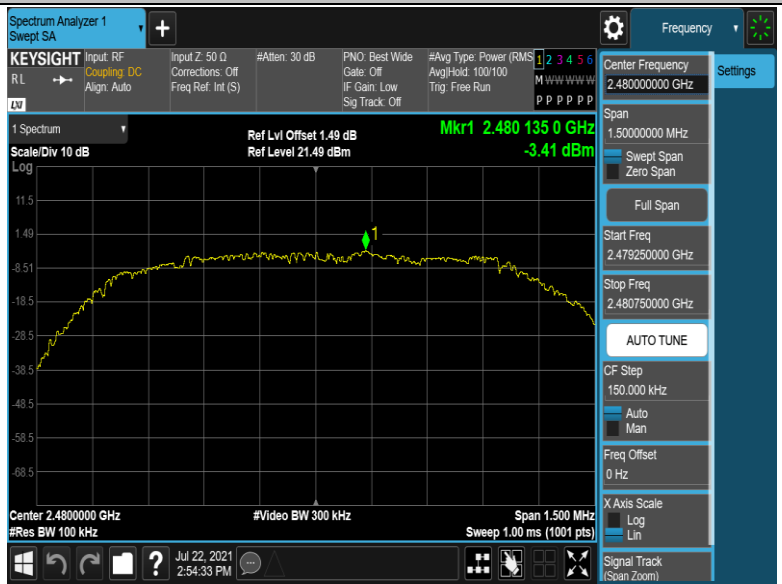 Spectrum Analyzer 1
Swept SA
+
Frequency
KEYSIGHT
RL
LXI
Input: RF
Coupling: DC
Align: Auto
Input Z: 50 Ω
Corrections: Off
Freq Ref: Int (S)
#Atten: 30 dB
PNO: Best Wide
Gate: Off
IF Gain: Low
Sig Track: Off
#Avg Type: Power (RMS
Avg|Hold: 100/100
Trig: Free Run
1 2 3 4 5 6
M W W W W W
P P P P P P
1 Spectrum
Scale/Div 10 dB
Log
Ref Lvl Offset 1.49 dB
Ref Level 21.49 dBm
Mkr1 2.480 135 0 GHz
-3.41 dBm
11.5
1.49
-8.51
-18.5
-28.5
-38.5
-48.5
-58.5
-68.5
1
Center 2.4800000 GHz
#Res BW 100 kHz
#Video BW 300 kHz
Span 1.500 MHz
Sweep 1.00 ms (1001 pts)
Center Frequency
2.480000000 GHz
Settings
Span
1.50000000 MHz
Swept Span
Zero Span
Full Span
Start Freq
2.479250000 GHz
Stop Freq
2.480750000 GHz
AUTO TUNE
CF Step
150.000 kHz
Auto
Man
Freq Offset
0 Hz
X Axis Scale
Log
Lin
Signal Track
(Span Zoom)
?
Jul 22, 2021
2:54:33 PM